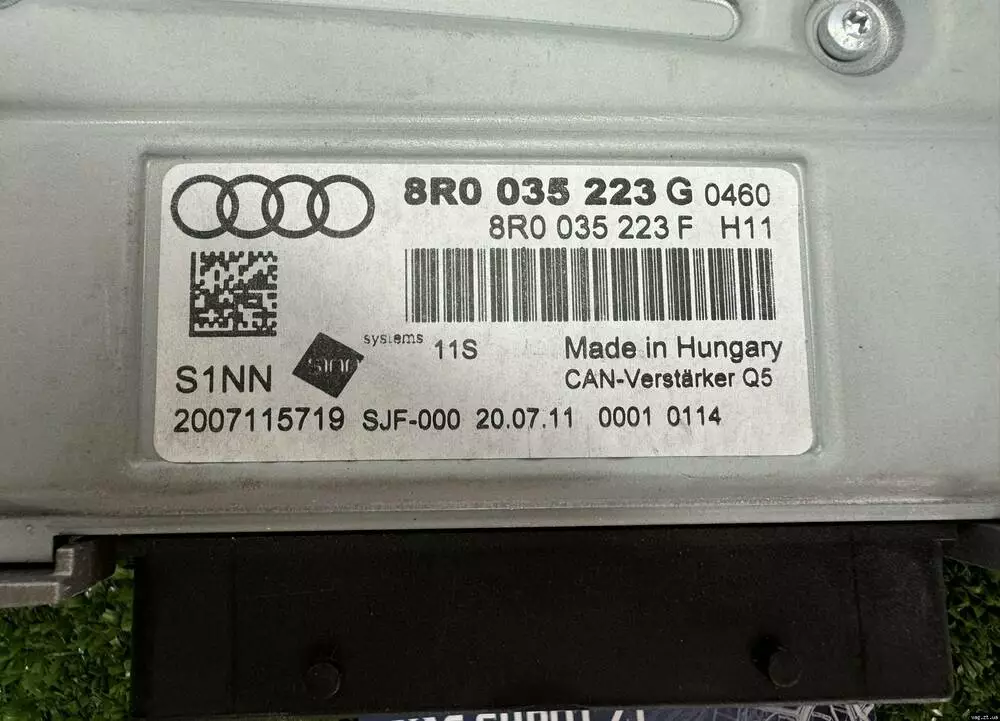 8R0 035 223 G 0460
8R0 035 223 F H11
systems 11S Made in Hungary
S1NN CAN-Verstärker Q5
2007115719 SJF-000 20.07.11 0001 0114